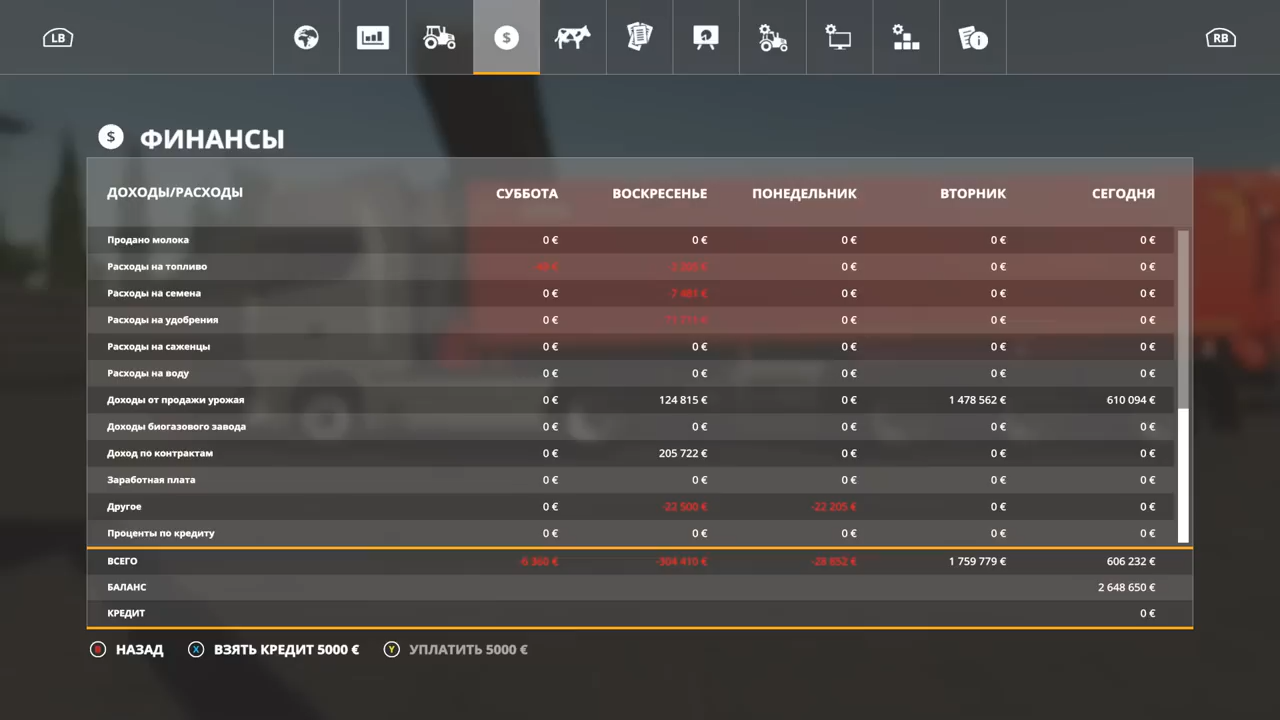 LB
RB
$ ФИНАНСЫ
ДОХОДЫ/РАСХОДЫ СУББОТА ВОСКРЕСЕНЬЕ ПОНЕДЕЛЬНИК ВТОРНИК СЕГОДНЯ
Продано молока 0 € 0 € 0 € 0 € 0 €
Расходы на топливо 0 € 0 € 0 €
Расходы на семена 0 € -7 481 € 0 € 0 € 0 €
Расходы на удобрения 0 € 0 € 0 € 0 €
Расходы на саженцы 0 € 0 € 0 € 0 € 0 €
Расходы на воду 0 € 0 € 0 € 0 € 0 €
Доходы от продажи урожая 0 € 124 815 € 0 € 1 478 562 € 610 094 €
Доходы биогазового завода 0 € 0 € 0 € 0 € 0 €
Доход по контрактам 0 € 205 722 € 0 € 0 € 0 €
Заработная плата 0 € 0 € 0 € 0 € 0 €
Другое 0 € -22 500 € -22 205 € 0 € 0 €
Проценты по кредиту 0 € 0 € 0 € 0 € 0 €
ВСЕГО -6 360 € -304 410 € -28 852 € 1 759 779 € 606 232 €
БАЛАНС 2 648 650 €
КРЕДИТ 0 €
B НАЗАД X ВЗЯТЬ КРЕДИТ 5000 € Y УПЛАТИТЬ 5000 €